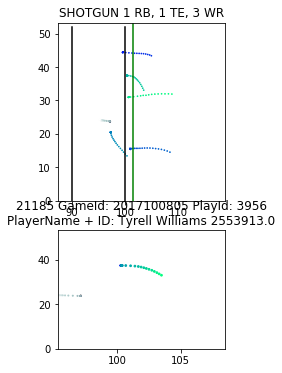 SHOTGUN 1 RB, 1 TE, 3 WR
50
40
30
20
10
0
90 100 110
21185 GameId: 2017100805 PlayId: 3956
PlayerName + ID: Tyrell Williams 2553913.0
40
20
0
100 105